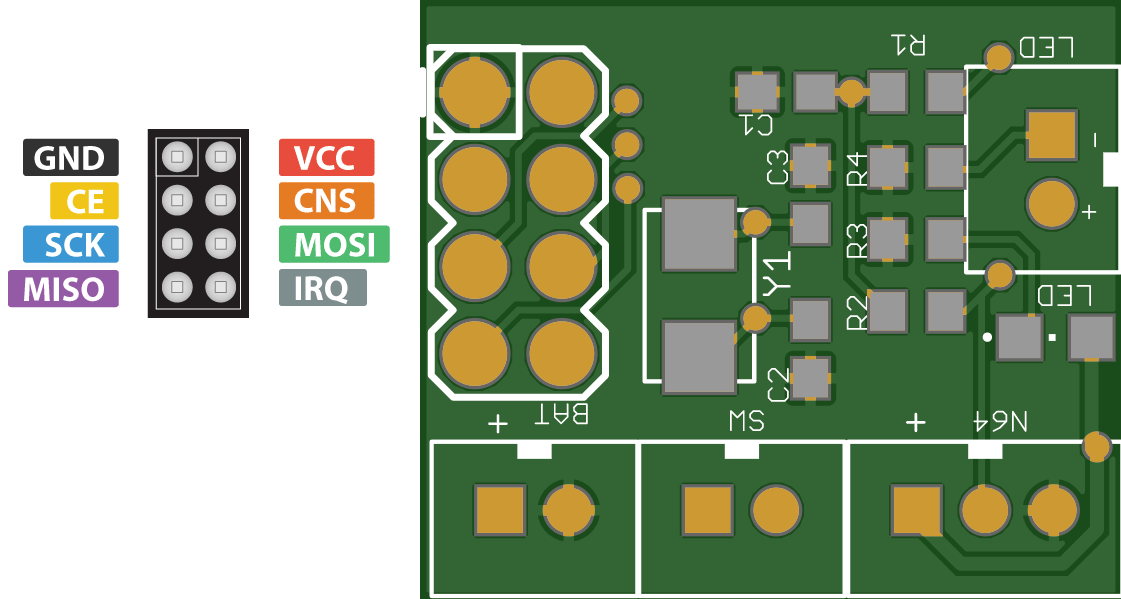 GND
VCC
CE
CNS
SCK
MOSI
MISO
IRQ
R1
LED
C1
C3
R4
-
+
R3
Y1
R2
LED
C2
+
BAT
SW
+
N64